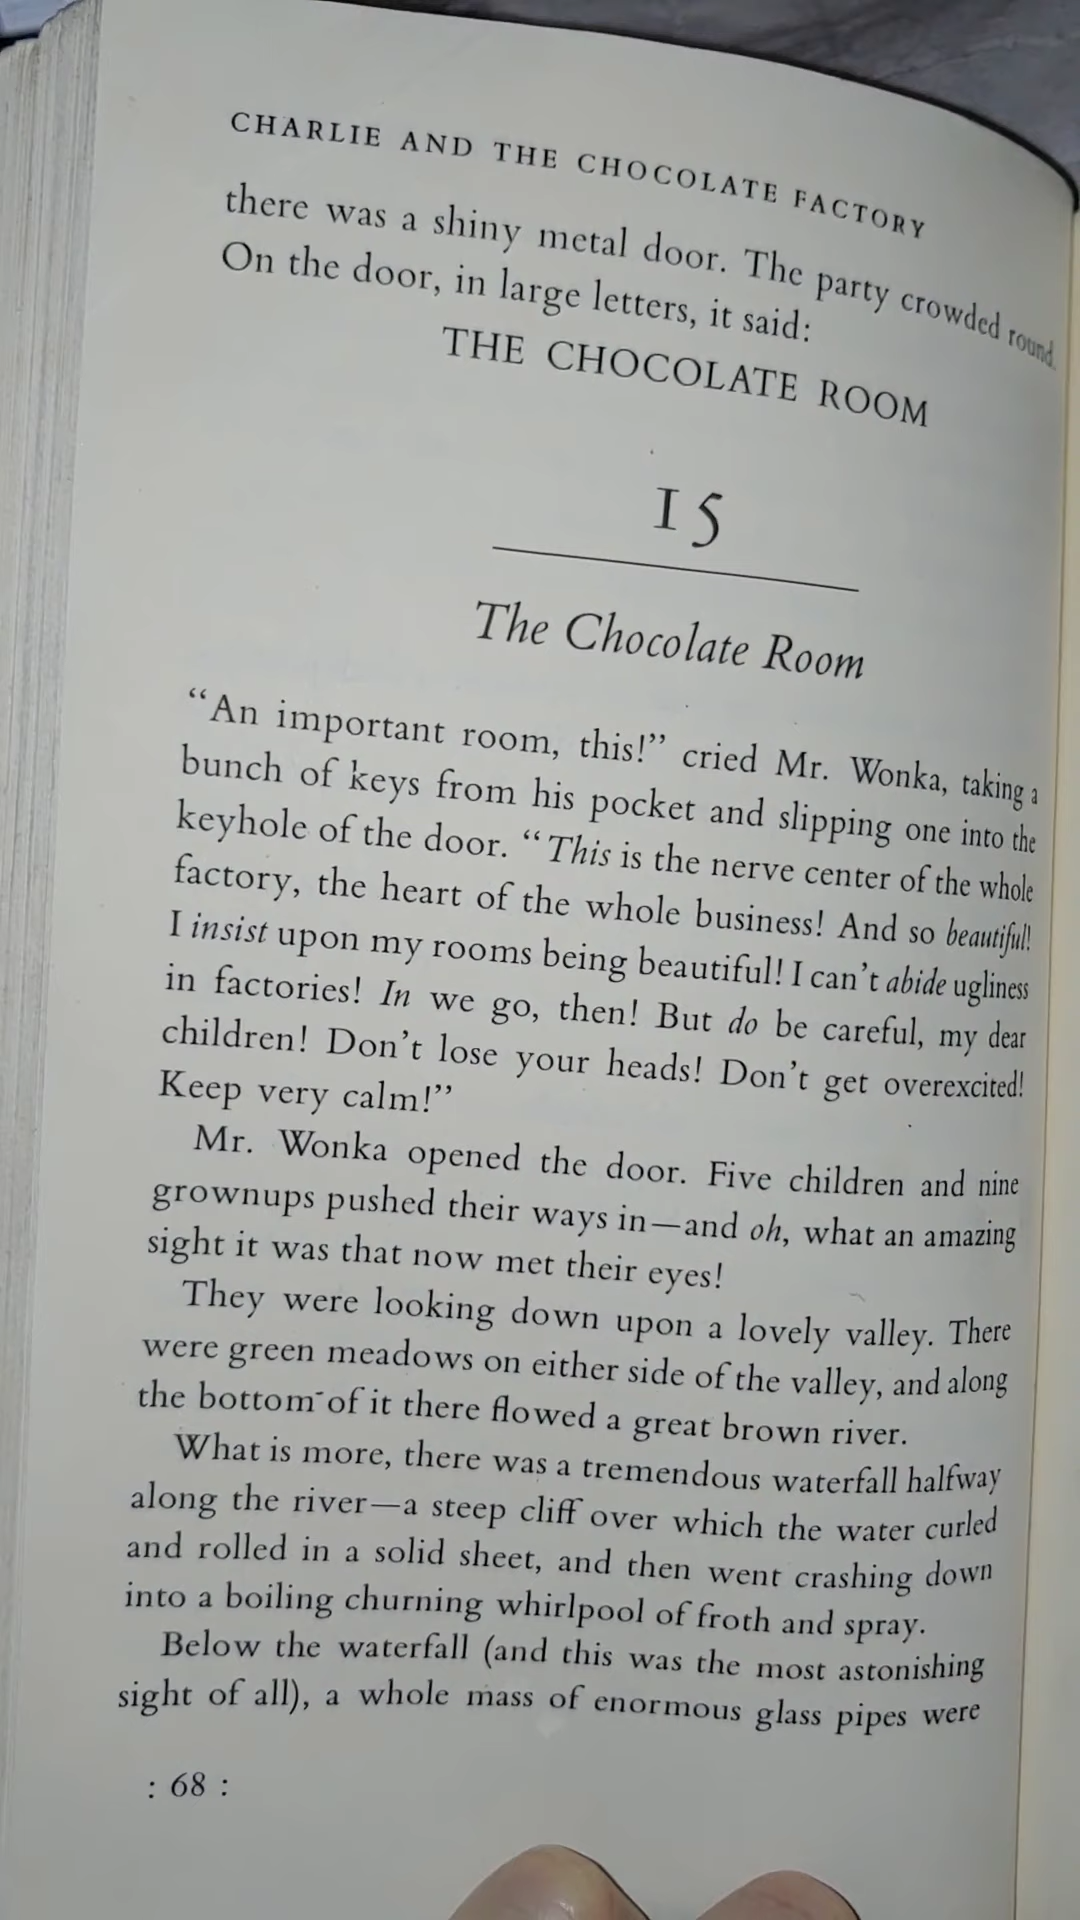 CHARLIE AND THE CHOCOLATE FACTORY
there was a shiny metal door. The party crowded round.
On the door, in large letters, it said:
THE CHOCOLATE ROOM
15
The Chocolate Room
“An important room, this!” cried Mr. Wonka, taking a
bunch of keys from his pocket and slipping one into the
keyhole of the door. “This is the nerve center of the whole
factory, the heart of the whole business! And so beautiful!
I insist upon my rooms being beautiful! I can’t abide ugliness
in factories! In we go, then! But do be careful, my dear
children! Don’t lose your heads! Don’t get overexcited!
Keep very calm!”
Mr. Wonka opened the door. Five children and nine
grownups pushed their ways in—and oh, what an amazing
sight it was that now met their eyes!
They were looking down upon a lovely valley. There
were green meadows on either side of the valley, and along
the bottom of it there flowed a great brown river.
What is more, there was a tremendous waterfall halfway
along the river—a steep cliff over which the water curled
and rolled in a solid sheet, and then went crashing down
into a boiling churning whirlpool of froth and spray.
Below the waterfall (and this was the most astonishing
sight of all), a whole mass of enormous glass pipes were
: 68 :